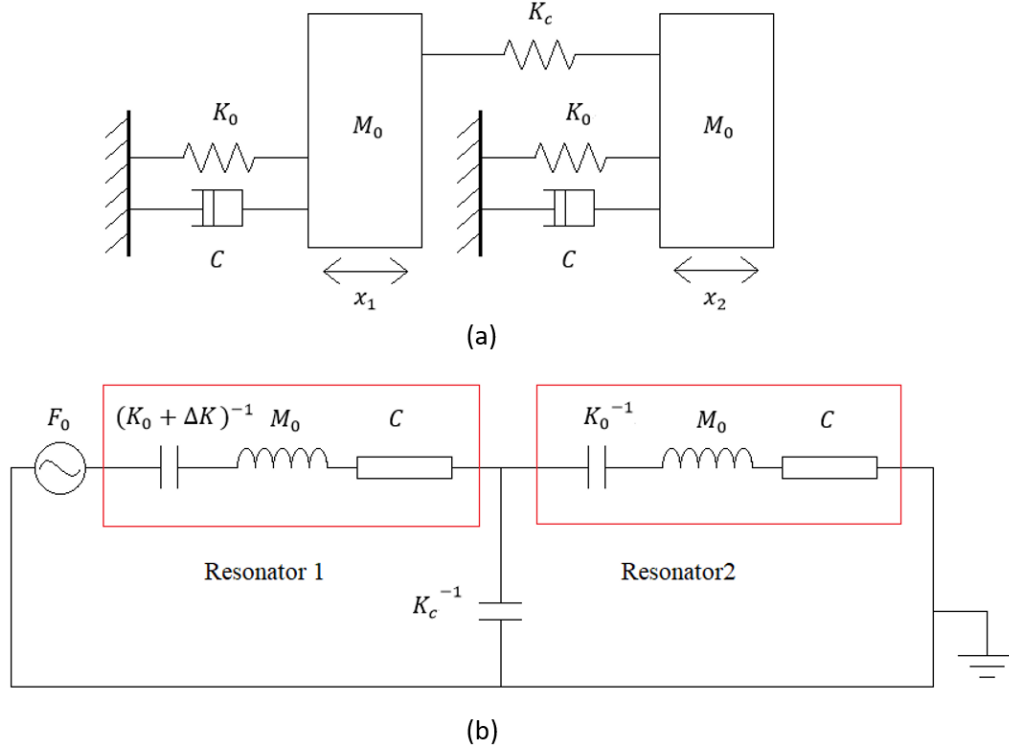 K_c
K_0 M_0 K_0 M_0
C C
x_1 x_2
(a)
F_0 (K_0 + ΔK)^{-1} M_0 C K_0^{-1} M_0 C
Resonator 1 Resonator2
K_c^{-1}
(b)